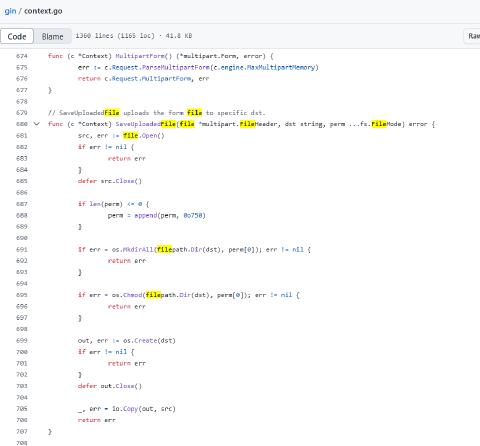 gin / context.go
Code Blame 1360 lines (1165 loc) · 41.8 KB Raw
674 func (c *Context) MultipartForm() (*multipart.Form, error) {
675 err := c.Request.ParseMultipartForm(c.engine.MaxMultipartMemory)
676 return c.Request.MultipartForm, err
677 }
678
679 // SaveUploadedFile uploads the form file to specific dst.
680 func (c *Context) SaveUploadedFile(file *multipart.FileHeader, dst string, perm ...fs.FileMode) error {
681 src, err := file.Open()
682 if err != nil {
683 return err
684 }
685 defer src.Close()
686
687 if len(perm) <= 0 {
688 perm = append(perm, 0o750)
689 }
690
691 if err = os.MkdirAll(filepath.Dir(dst), perm[0]); err != nil {
692 return err
693 }
694
695 if err = os.Chmod(filepath.Dir(dst), perm[0]); err != nil {
696 return err
697 }
698
699 out, err := os.Create(dst)
700 if err != nil {
701 return err
702 }
703 defer out.Close()
704
705 _, err = io.Copy(out, src)
706 return err
707 }
708